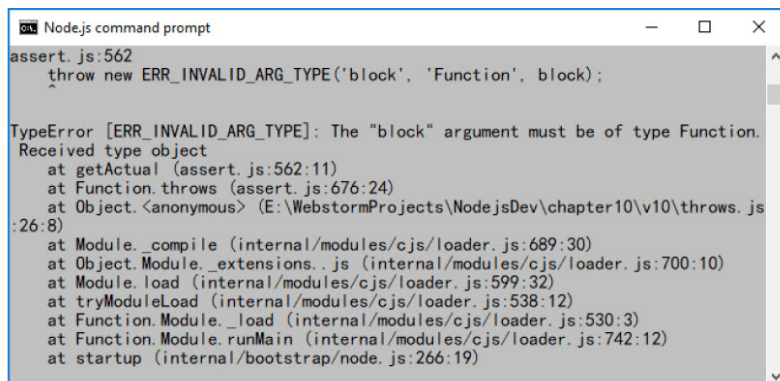 Node.js command prompt
assert.js:562
    throw new ERR_INVALID_ARG_TYPE('block', 'Function', block);
    ^
TypeError [ERR_INVALID_ARG_TYPE]: The "block" argument must be of type Function.
 Received type object
    at getActual (assert.js:562:11)
    at Function.throws (assert.js:676:24)
    at Object.<anonymous> (E:\WebstormProjects\NodejsDev\chapter10\v10\throws.js
:26:8)
    at Module._compile (internal/modules/cjs/loader.js:689:30)
    at Object.Module._extensions..js (internal/modules/cjs/loader.js:700:10)
    at Module.load (internal/modules/cjs/loader.js:599:32)
    at tryModuleLoad (internal/modules/cjs/loader.js:538:12)
    at Function.Module._load (internal/modules/cjs/loader.js:530:3)
    at Function.Module.runMain (internal/modules/cjs/loader.js:742:12)
    at startup (internal/bootstrap/node.js:266:19)